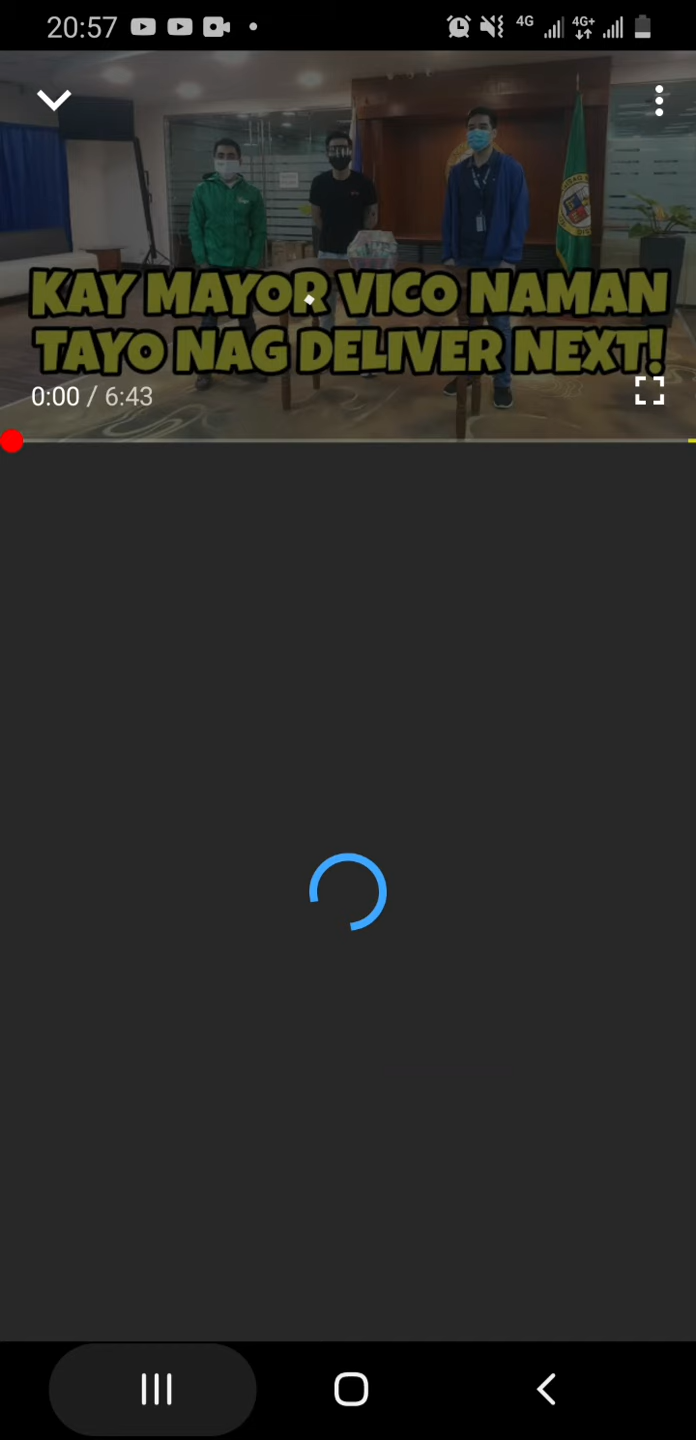 20:57
4G
4G+
KAY MAYOR VICO NAMAN
TAYO NAG DELIVER NEXT!
0:00 / 6:43